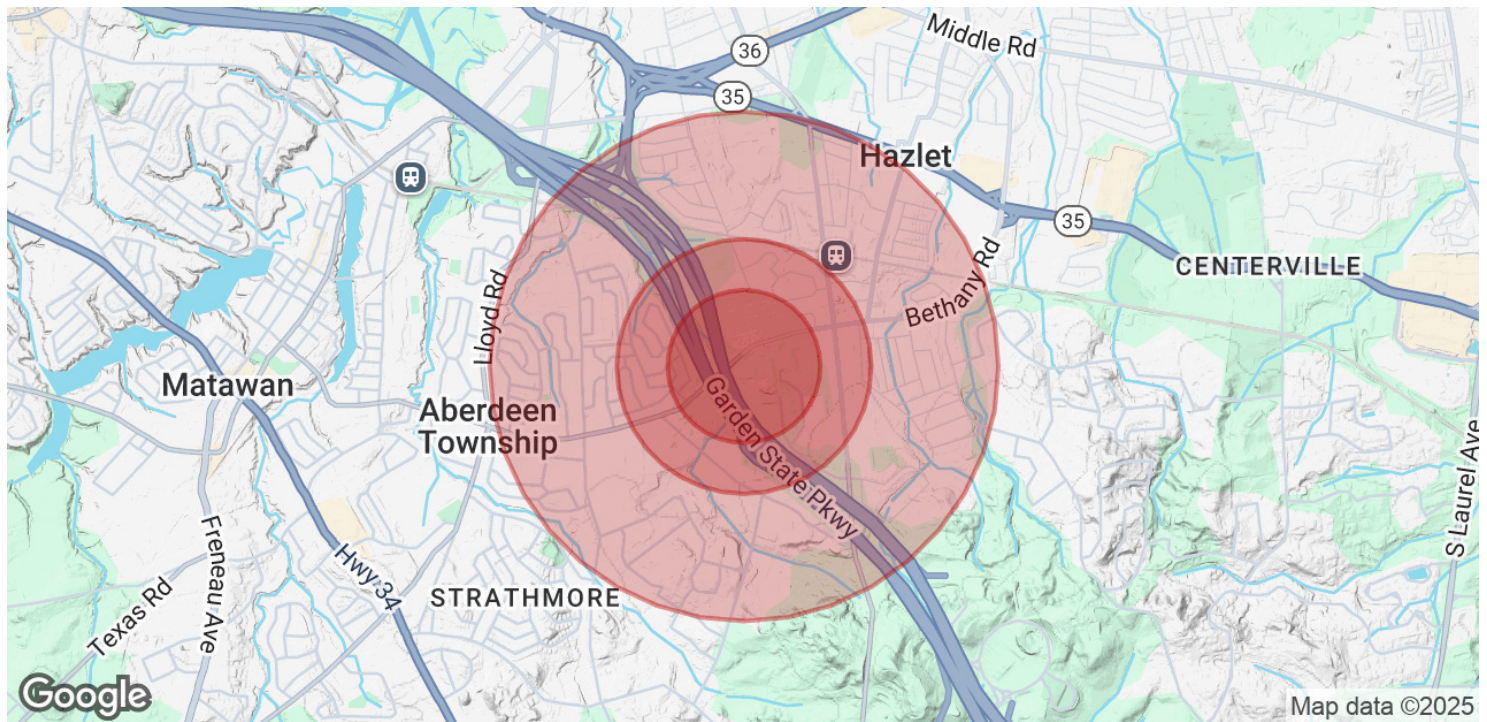 Middle Rd
36
35
Hazlet
35
CENTERVILLE
Bethany Rd
Lloyd Rd
Matawan
Aberdeen
Township
Garden State Pkwy
S Laurel Ave
Freneau Ave
Hwy 34
STRATHMORE
Texas Rd
Google
Map data ©2025